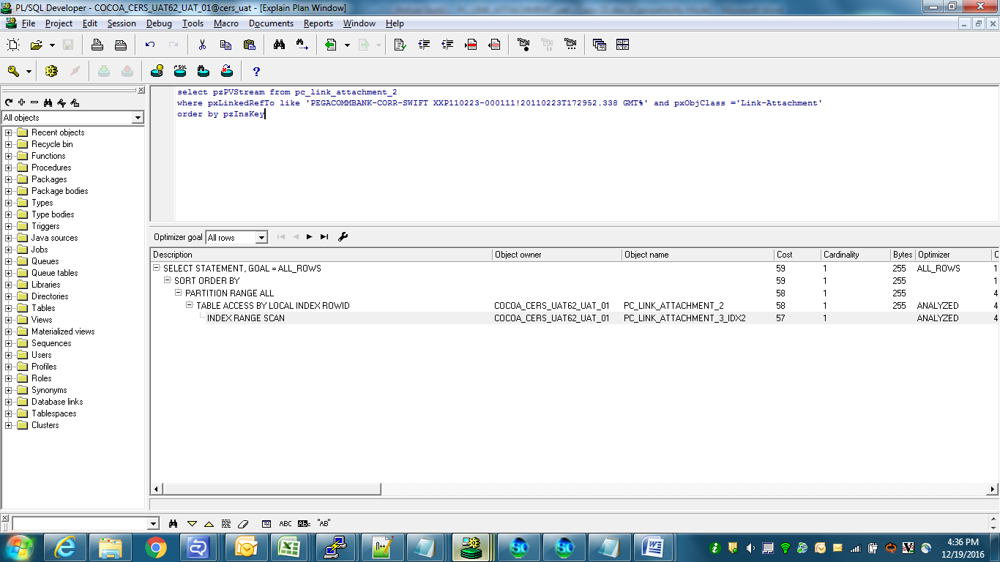 PL/SQL Developer - COCOA_CERS_UAT62_UAT_01@cers_uat - [Explain Plan Window]
File Project Edit Session Debug Tools Macro Documents Reports Window Help
SQL
?
select pzPVStream from pc_link_attachment_2
where pxLinkedRefTo like 'PEGACOMMBANK-CORR-SWIFT XXP110223-000111!20110223T172952.338 GMT%' and pxObjClass ='Link-Attachment'
order by pzInsKey
All objects
Recent objects
Recycle bin
Functions
Procedures
Packages
Package bodies
Types
Type bodies
Triggers
Java sources
Jobs
Queues
Queue tables
Libraries
Directories
Tables
Views
Materialized views
Sequences
Users
Profiles
Roles
Synonyms
Database links
Tablespaces
Clusters
Optimizer goal All rows
Description Object owner Object name Cost Cardinality Bytes Optimizer C
SELECT STATEMENT, GOAL = ALL_ROWS 59 1 255 ALL_ROWS 1
SORT ORDER BY 59 1 255 1
PARTITION RANGE ALL 58 1 255 4
TABLE ACCESS BY LOCAL INDEX ROWID COCOA_CERS_UAT62_UAT_01 PC_LINK_ATTACHMENT_2 58 1 255 ANALYZED 4
INDEX RANGE SCAN COCOA_CERS_UAT62_UAT_01 PC_LINK_ATTACHMENT_3_IDX2 57 1 ANALYZED 4
ABC ABc "AB"
4:36 PM
12/19/2016